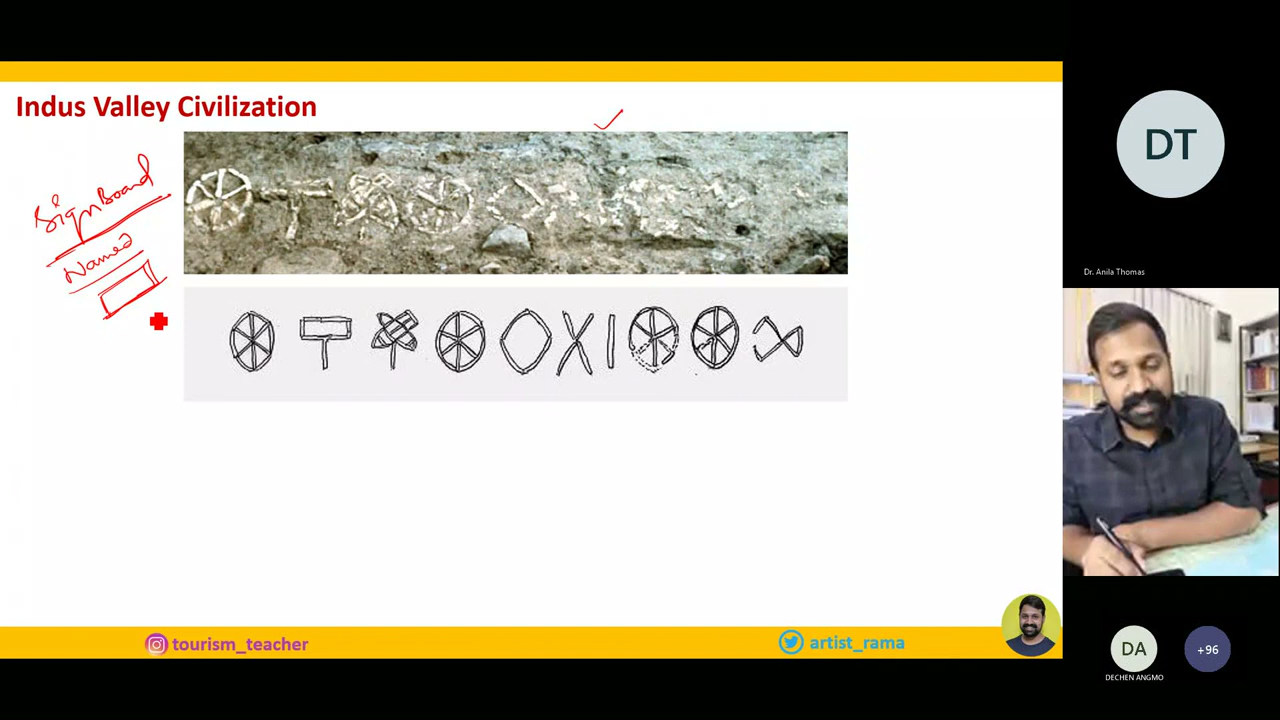 Indus Valley Civilization
SignBoard
Named
tourism_teacher
artist_rama
DT
Dr. Anila Thomas
DA
+96
DECHEN ANGMO